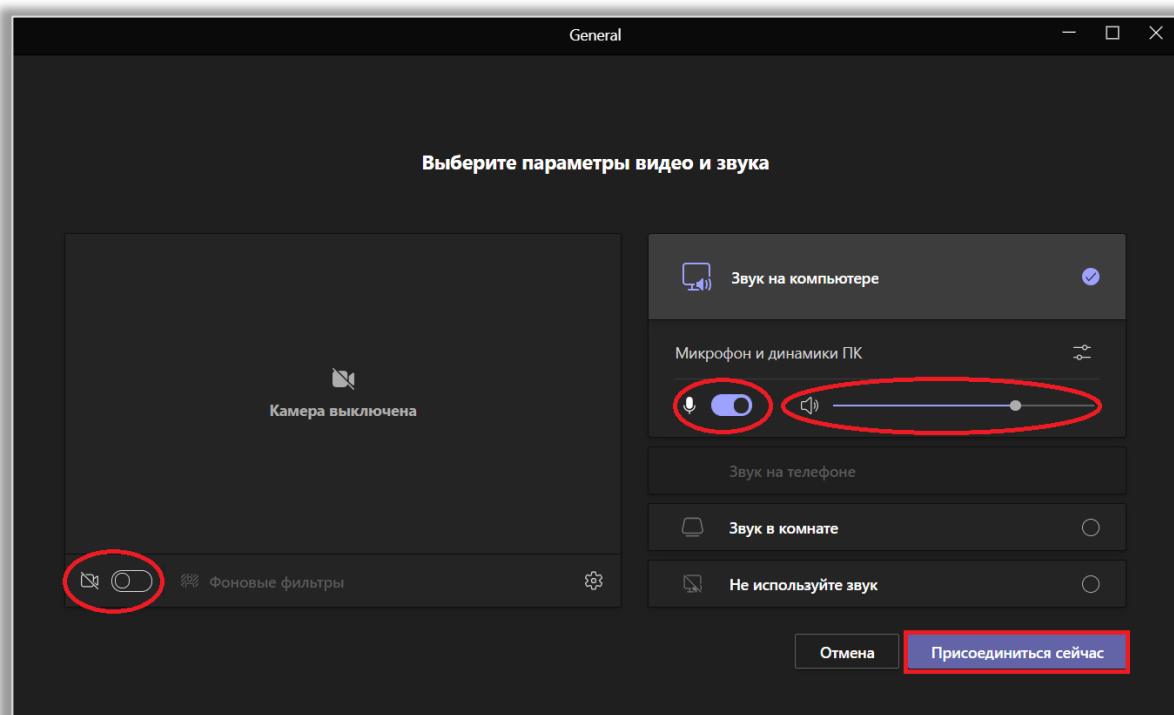 General
Выберите параметры видео и звука
Камера выключена
Фоновые фильтры
Звук на компьютере
Микрофон и динамики ПК
Звук на телефоне
Звук в комнате
Не используйте звук
Отмена
Присоединиться сейчас